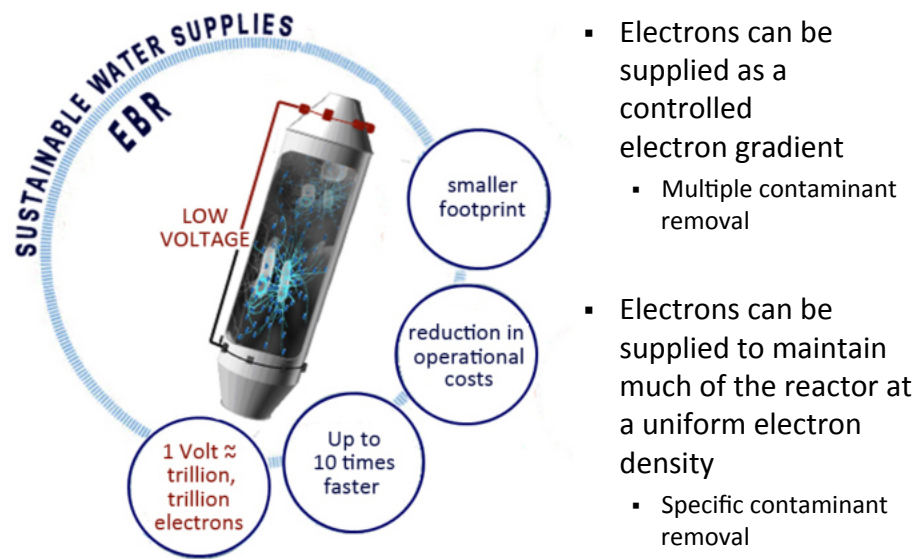 SUSTAINABLE WATER SUPPLIES
EBR
LOW
VOLTAGE
smaller
footprint
reduction in
operational
costs
Up to
10 times
faster
1 Volt ≈
trillion,
trillion
electrons
▪ Electrons can be
supplied as a
controlled
electron gradient
▪ Multiple contaminant
removal
▪ Electrons can be
supplied to maintain
much of the reactor at
a uniform electron
density
▪ Specific contaminant
removal